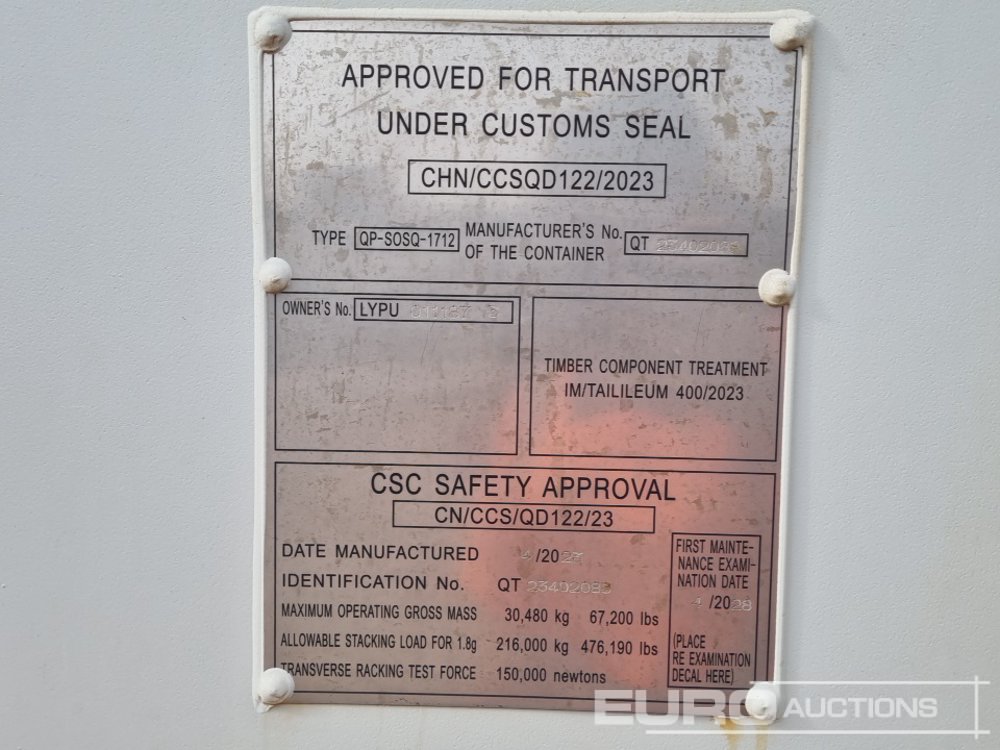 APPROVED FOR TRANSPORT
UNDER CUSTOMS SEAL
CHN/CCSQD122/2023
TYPE QP-SOSQ-1712 MANUFACTURER'S No. OF THE CONTAINER QT
OWNER'S No. LYPU
TIMBER COMPONENT TREATMENT
IM/TAILILEUM 400/2023
CSC SAFETY APPROVAL
CN/CCS/QD122/23
DATE MANUFACTURED 4/20
IDENTIFICATION No. QT
MAXIMUM OPERATING GROSS MASS 30,480 kg 67,200 lbs
ALLOWABLE STACKING LOAD FOR 1.8g 216,000 kg 476,190 lbs
TRANSVERSE RACKING TEST FORCE 150,000 newtons
FIRST MAINTE-
NANCE EXAMI-
NATION DATE
4 /2028
(PLACE
RE EXAMINATION
DECAL HERE)
EURO AUCTIONS